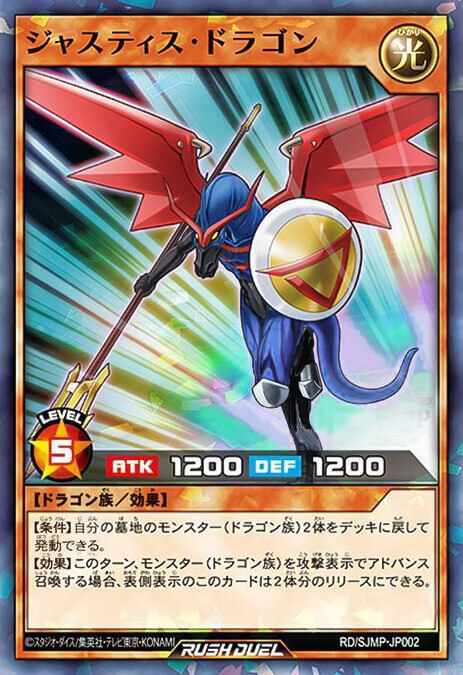 ジャスティス・ドラゴン
ひかり
光
LEVEL
5
ATK 1200 DEF 1200
【ドラゴン族／効果】
【条件】自分の墓地のモンスター(ドラゴン族)2体をデッキに戻して
発動できる。
【効果】このターン、モンスター(ドラゴン族)を攻撃表示でアドバンス
召喚する場合、表側表示のこのカードは2体分のリリースにできる。
©スタジオ・ダイス/集英社・テレビ東京・KONAMI
RUSH DUEL
RD/SJMP-JP002